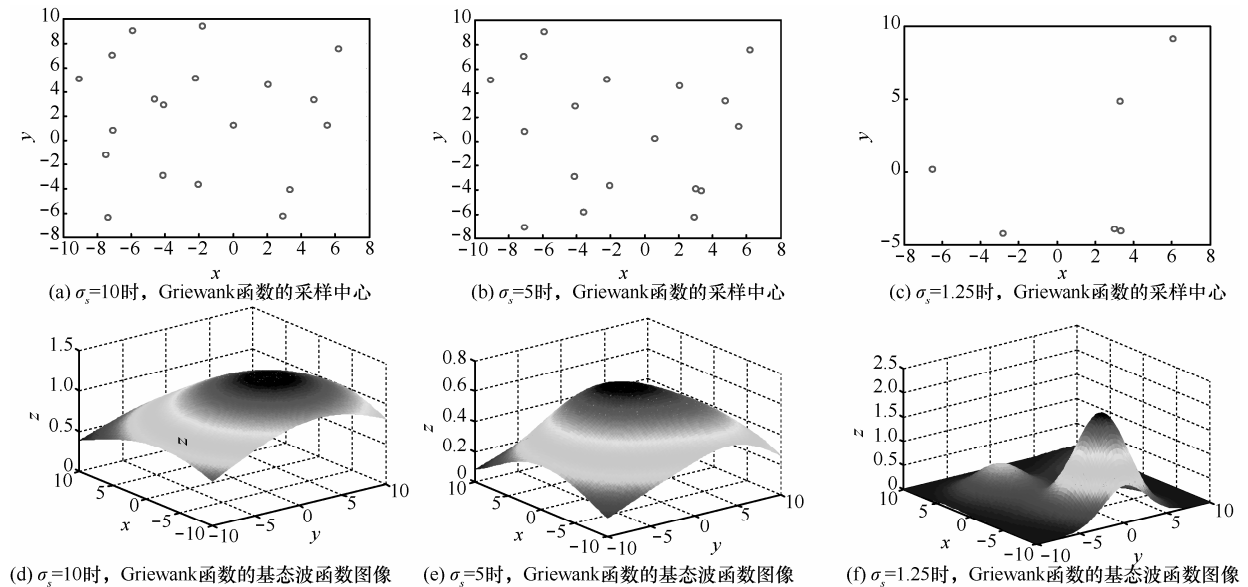 10
8
6
4
2
0
−2
−4
−6
−8
y
−10 −8 −6 −4 −2 0 2 4 6 8
x
(a) σs=10时，Griewank函数的采样中心
10
8
6
4
2
0
−2
−4
−6
−8
y
−10 −8 −6 −4 −2 0 2 4 6 8
x
(b) σs=5时，Griewank函数的采样中心
10
5
0
−5
y
−8 −6 −4 −2 0 2 4 6 8
x
(c) σs=1.25时，Griewank函数的采样中心
1.5
1.0
0.5
0
z
z
10
5
0
−5
−10
x
−10
−5
0
5
10
y
(d) σs=10时，Griewank函数的基态波函数图像
0.8
0.6
0.4
0.2
0
z
10
5
0
−5
−10
x
−10
−5
0
5
10
y
(e) σs=5时，Griewank函数的基态波函数图像
2.5
2.0
1.5
1.0
0.5
0
z
10
5
0
−5
−10
x
−10
−5
0
5
10
y
(f) σs=1.25时，Griewank函数的基态波函数图像